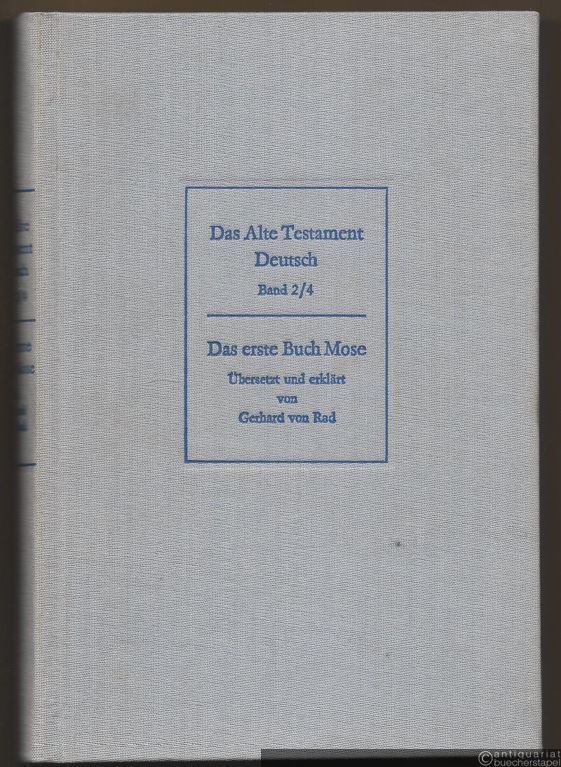 Das Alte Testament
Deutsch
Band 2/4
Das erste Buch Mose
Übersetzt und erklärt
von
Gerhard von Rad
©antiquariat
buecherstapel